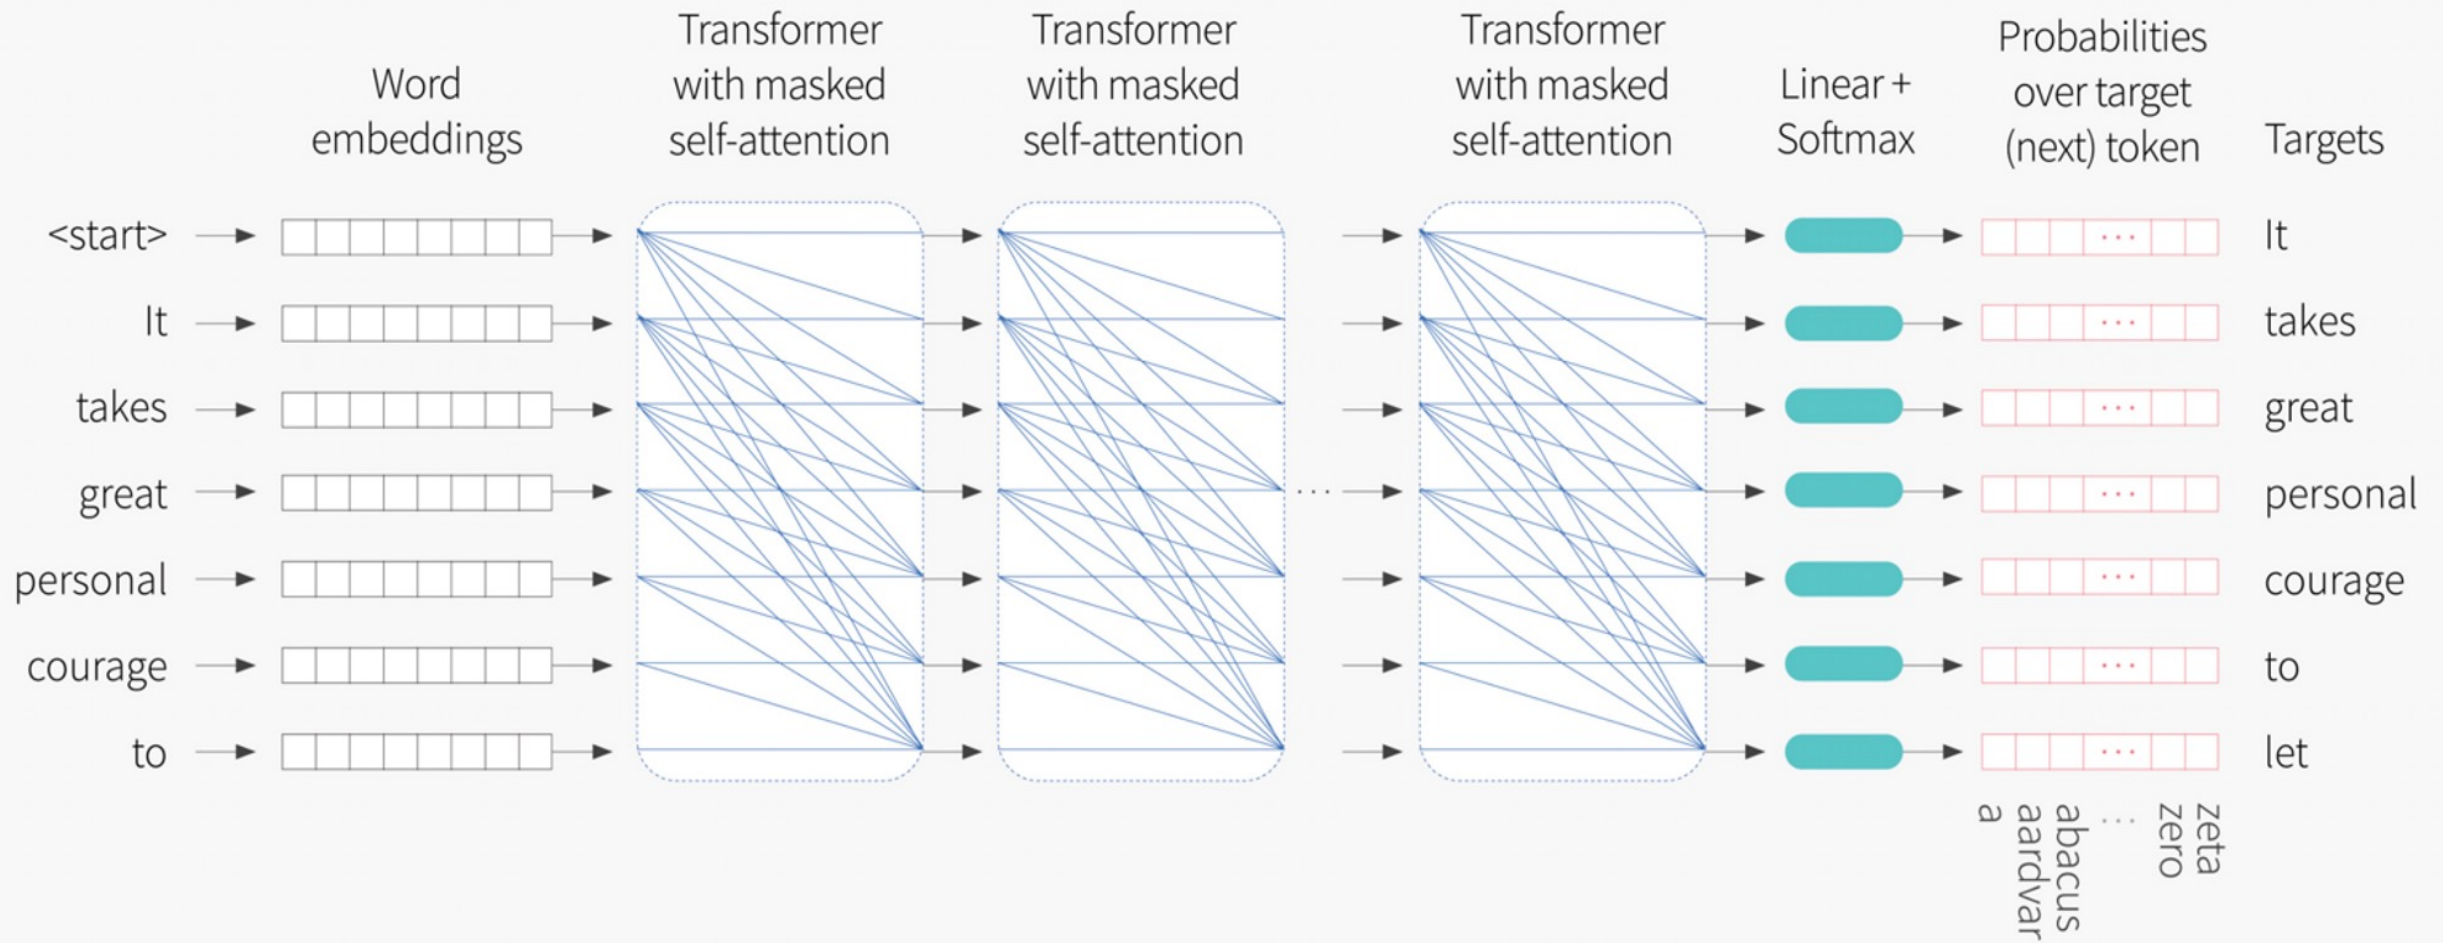 Word
embeddings
Transformer
with masked
self-attention
Transformer
with masked
self-attention
Transformer
with masked
self-attention
Linear +
Softmax
Probabilities
over target
(next) token
Targets
<start>
It
It
takes
takes
great
great
personal
...
personal
courage
courage
to
to
let
a
aardvar
abacus
...
zero
zeta